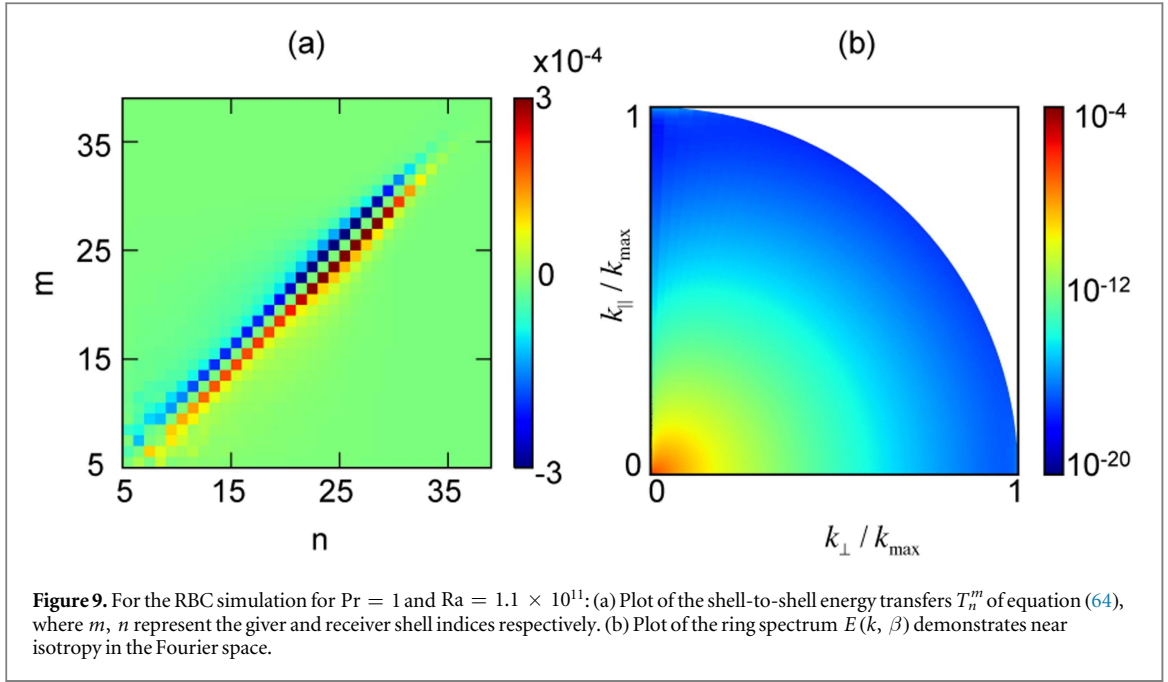 (a)
(b)
x10⁻⁴
3
0
-3
35
25
15
5
5
15
25
35
m
n
1
0
0
1
k∥ / kmax
k⊥ / kmax
10⁻⁴
10⁻¹²
10⁻²⁰
Figure 9. For the RBC simulation for Pr = 1 and Ra = 1.1 × 10¹¹: (a) Plot of the shell-to-shell energy transfers Tₙᵐ of equation (64),
where m, n represent the giver and receiver shell indices respectively. (b) Plot of the ring spectrum E(k, β) demonstrates near
isotropy in the Fourier space.